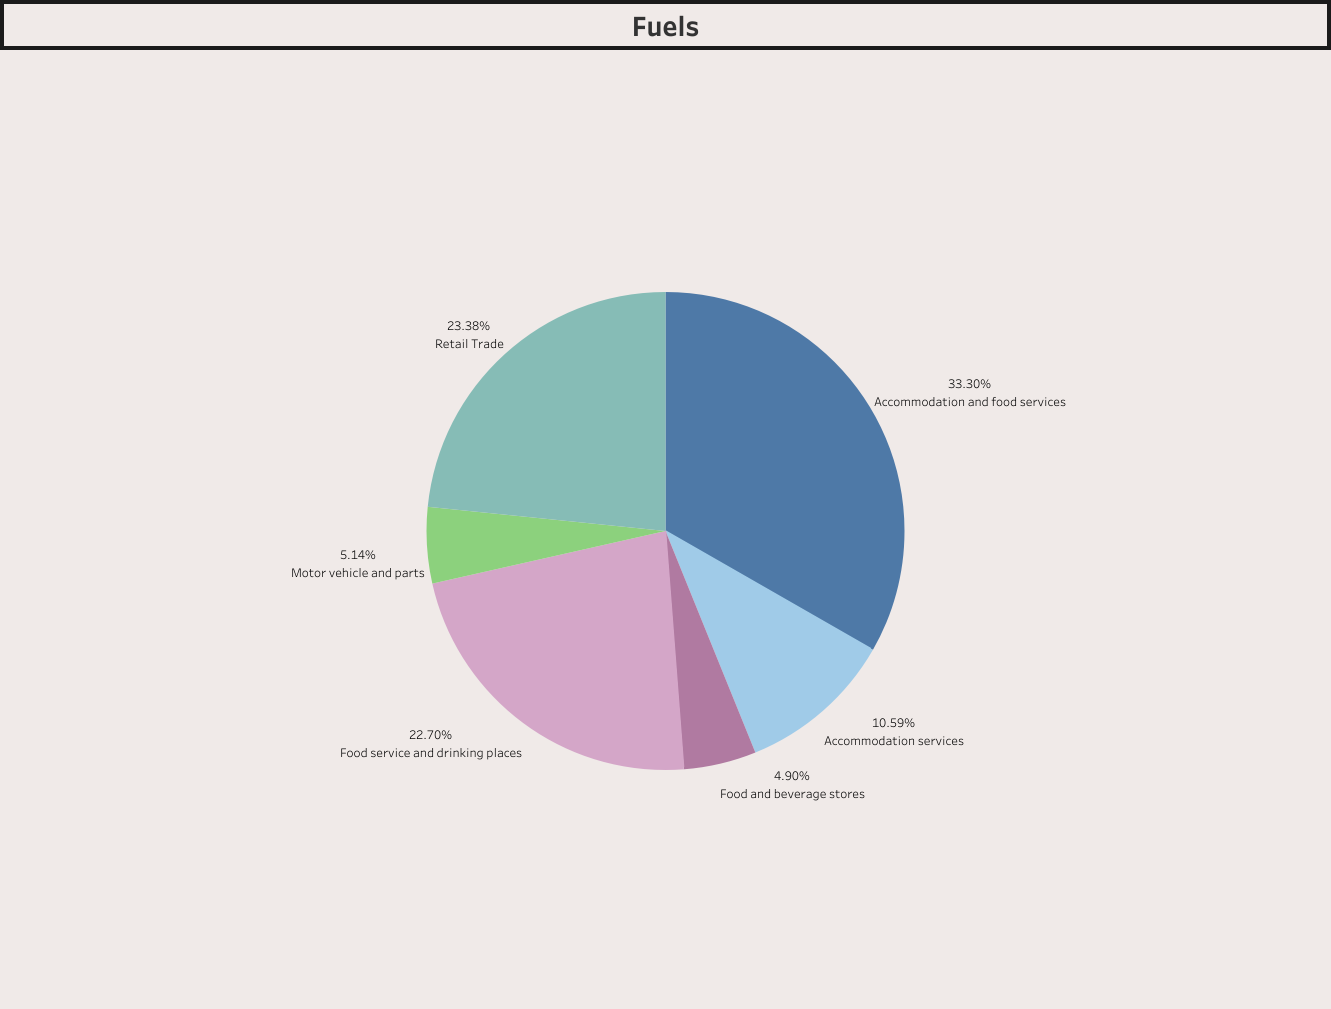 Fuels
23.38%
Retail Trade
33.30%
Accommodation and food services
5.14%
Motor vehicle and parts
10.59%
Accommodation services
22.70%
Food service and drinking places
4.90%
Food and beverage stores